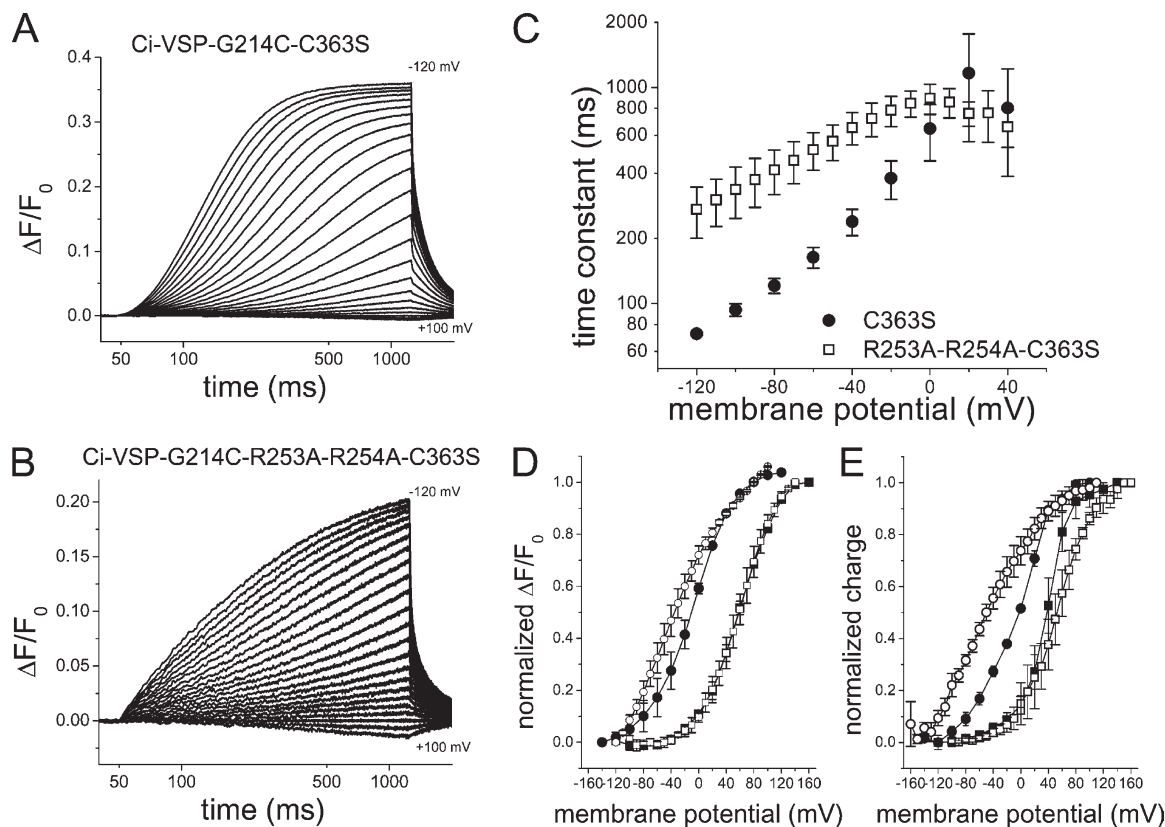 A
Ci-VSP-G214C-C363S
-120 mV
0.4
0.3
0.2
0.1
0.0
ΔF/F0
+100 mV
50 100 500 1000
time (ms)
C
2000
1000
800
600
400
200
100
80
60
time constant (ms)
C363S
R253A-R254A-C363S
-120 -80 -40 0 40
membrane potential (mV)
B
Ci-VSP-G214C-R253A-R254A-C363S
-120 mV
0.20
0.15
0.10
0.05
0.00
ΔF/F0
+100 mV
50 100 500 1000
time (ms)
D
1.0
0.8
0.6
0.4
0.2
0.0
normalized ΔF/F0
-160 -120 -80 -40 0 40 80 120 160
membrane potential (mV)
E
1.0
0.8
0.6
0.4
0.2
0.0
normalized charge
-160 -120 -80 -40 0 40 80 120 160
membrane potential (mV)